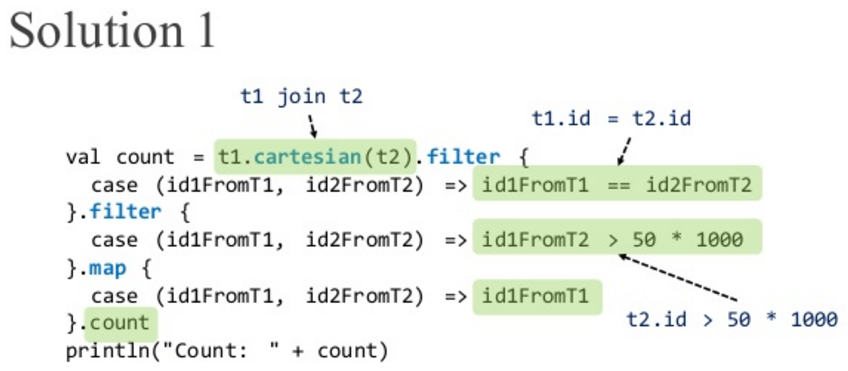 Solution 1
t1 join t2
t1.id = t2.id
val count = t1.cartesian(t2).filter {
case (id1FromT1, id2FromT2) => id1FromT1 == id2FromT2
}.filter {
case (id1FromT1, id2FromT2) => id1FromT2 > 50 * 1000
}.map {
case (id1FromT1, id2FromT2) => id1FromT1
t2.id > 50 * 1000
}.count
println("Count: " + count)